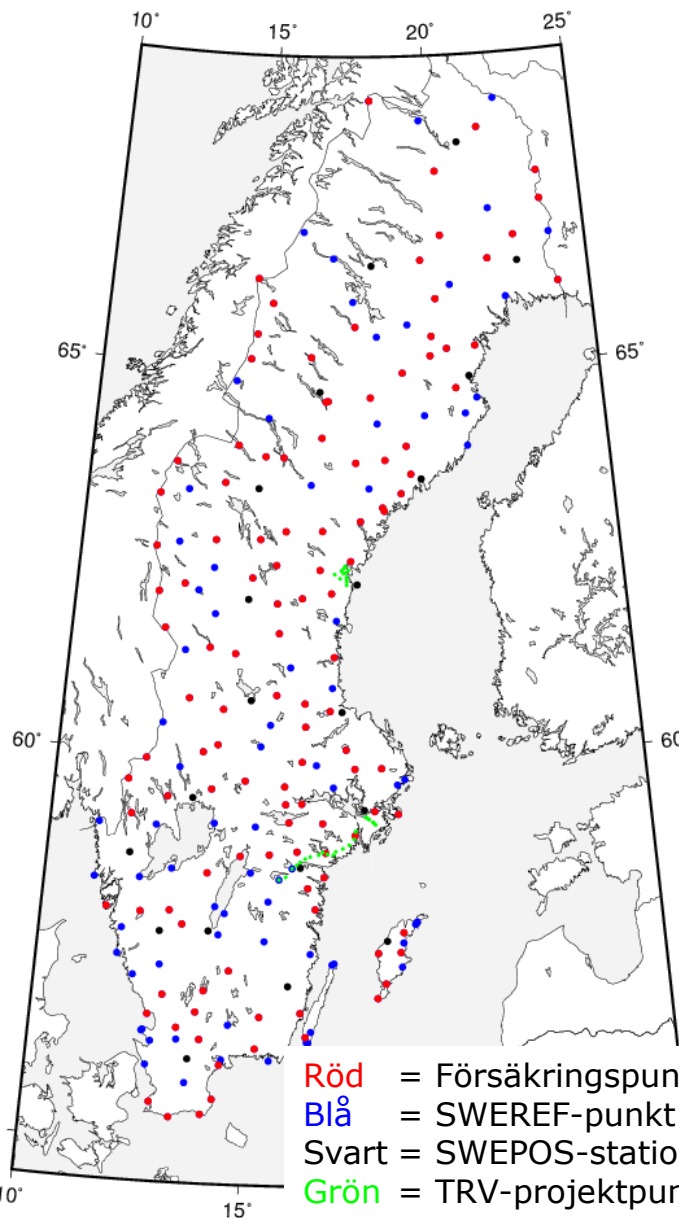 10° 15° 20° 25°
65° 65°
60° 60
Röd = Försäkringspun
Blå = SWEREF-punkt
Svart = SWEPOS-statio
Grön = TRV-projektpun
10° 15°